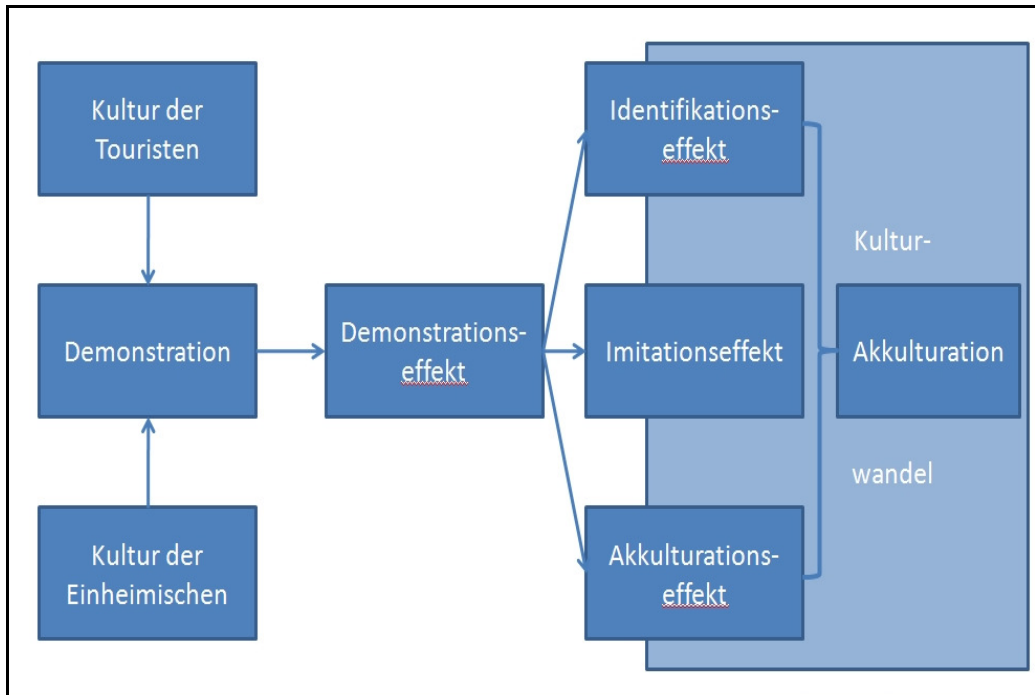 Kultur der
Touristen
Demonstration
Kultur der
Einheimischen
Demonstrations-
effekt
Identifikations-
effekt
Imitationseffekt
Akkulturations-
effekt
Kultur-
Akkulturation
wandel